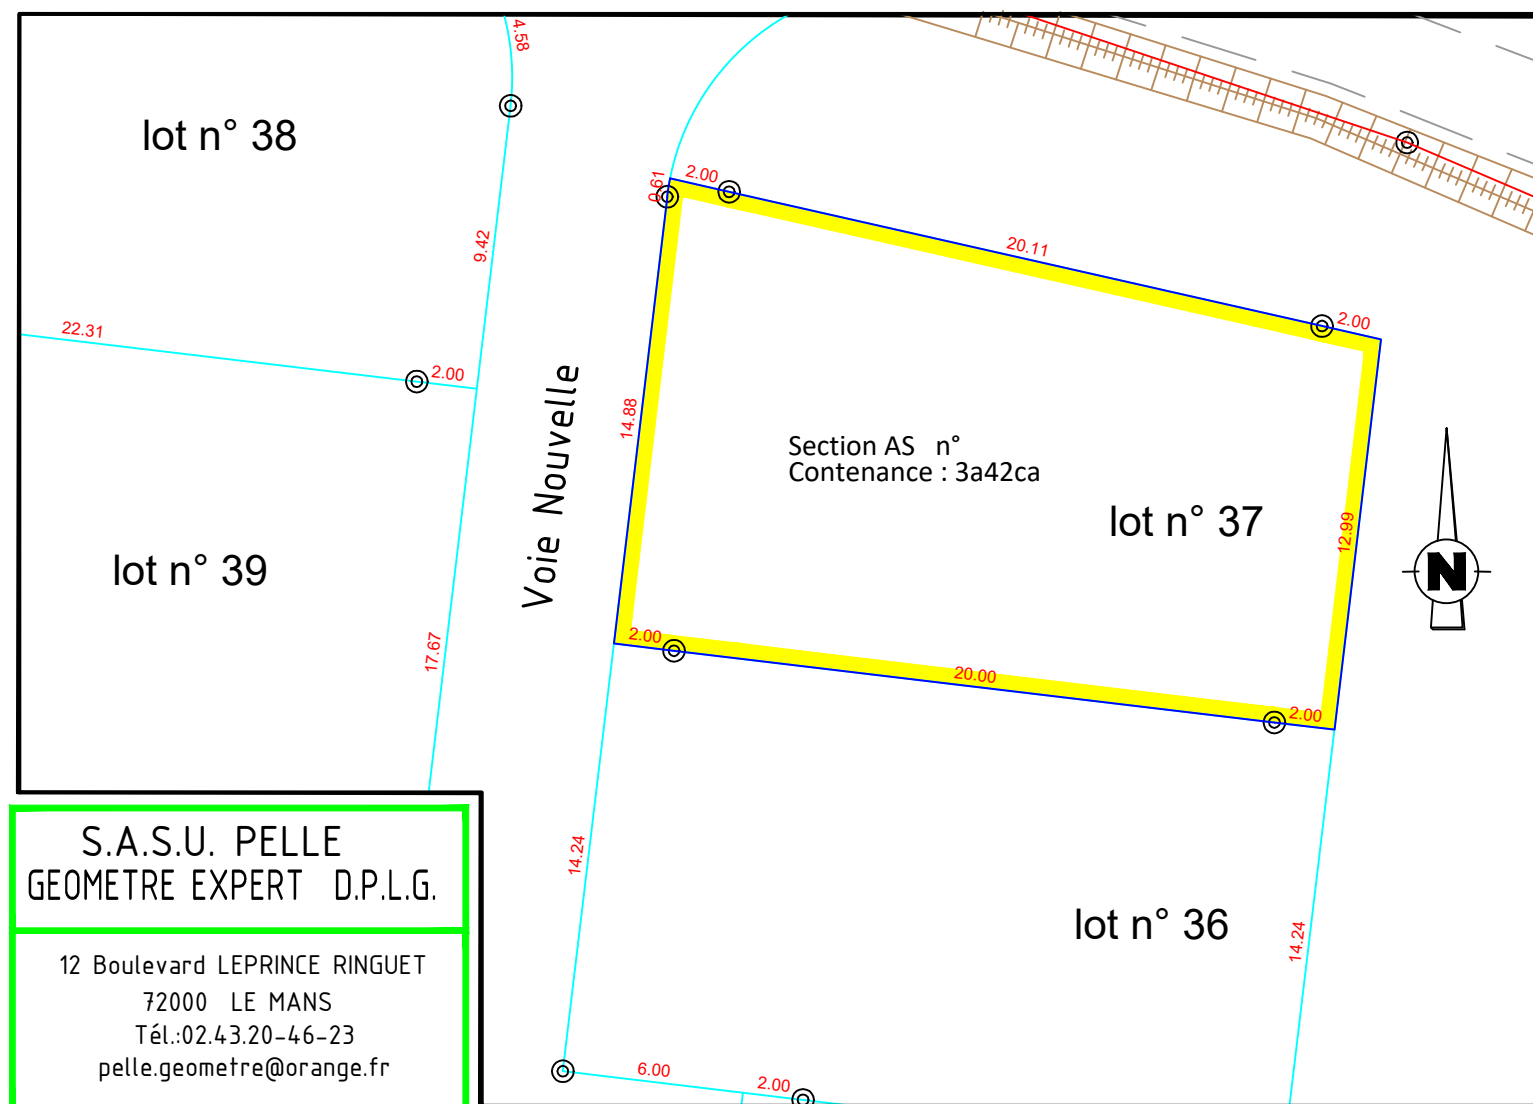 4.58
lot n° 38
9.42
22.31
2.00
lot n° 39
17.67
Voie Nouvelle
0.61
2.00
20.11
2.00
14.88
Section AS n°
Contenance : 3a42ca
lot n° 37
12.99
N
2.00
20.00
2.00
14.24
lot n° 36
14.24
6.00
2.00
S.A.S.U. PELLE
GEOMETRE EXPERT D.P.L.G.
12 Boulevard LEPRINCE RINGUET
72000 LE MANS
Tél.:02.43.20-46-23
pelle.geometre@orange.fr